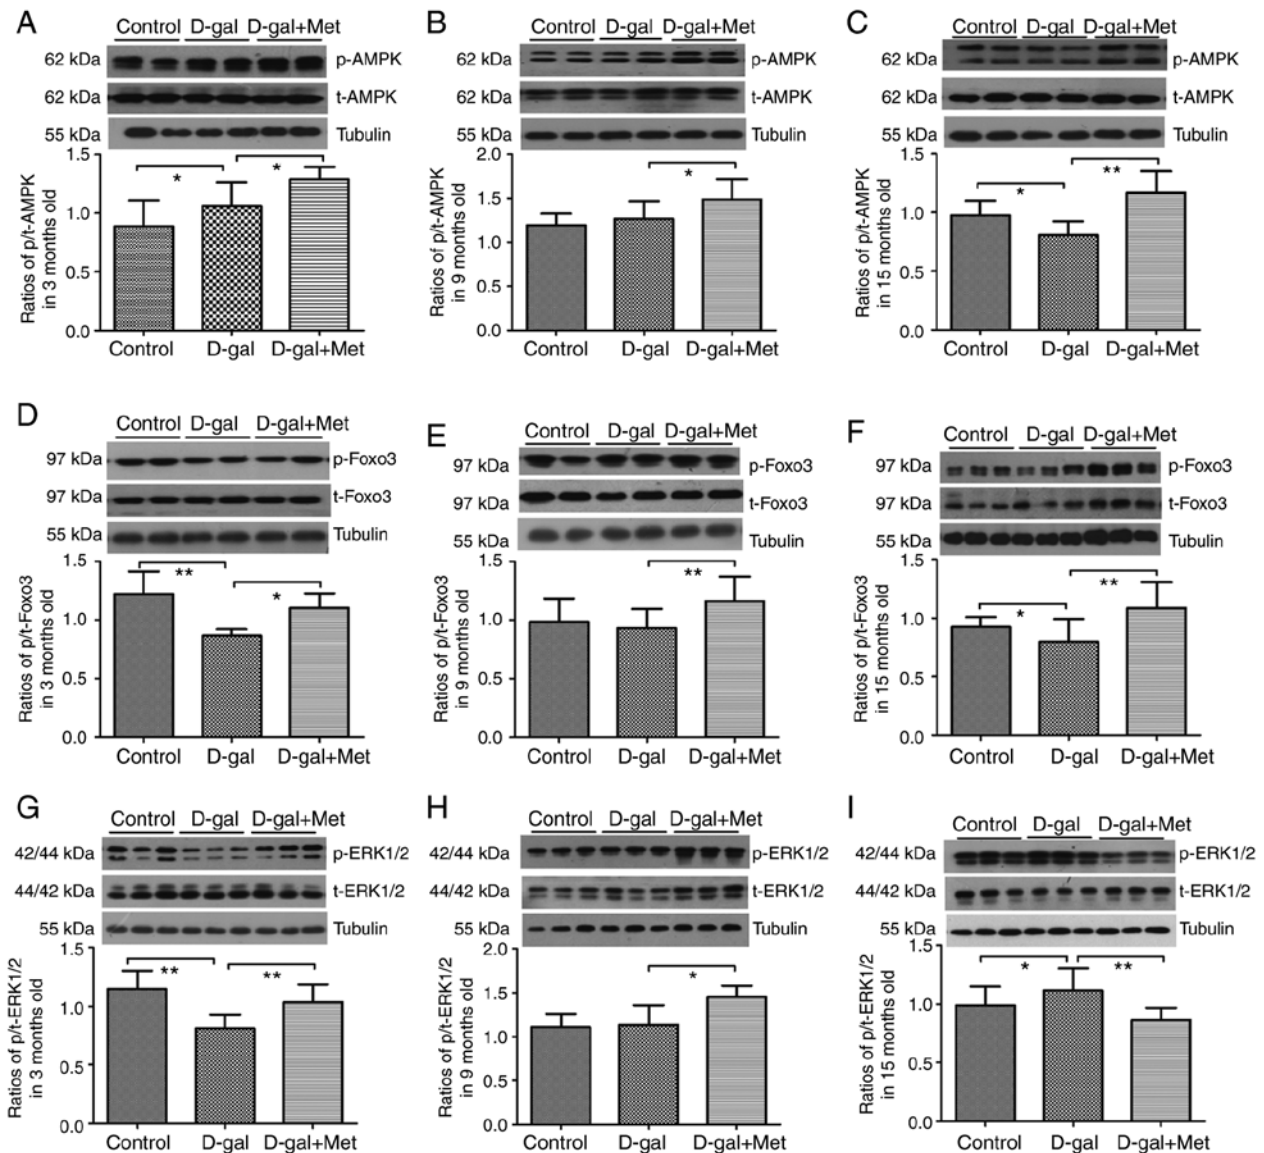 A
Control D-gal D-gal+Met
62 kDa p-AMPK
62 kDa t-AMPK
55 kDa Tubulin
Ratios of p/t-AMPK
in 3 months old
1.5
1.0
0.5
0.0
* *
Control D-gal D-gal+Met
B
Control D-gal D-gal+Met
62 kDa p-AMPK
62 kDa t-AMPK
55 kDa Tubulin
Ratios of p/t-AMPK
in 9 months old
2.0
1.5
1.0
0.5
0.0
*
Control D-gal D-gal+Met
C
Control D-gal D-gal+Met
62 kDa p-AMPK
62 kDa t-AMPK
55 kDa Tubulin
Ratios of p/t-AMPK
in 15 months old
1.5
1.0
0.5
0.0
* **
Control D-gal D-gal+Met
D
Control D-gal D-gal+Met
97 kDa p-Foxo3
97 kDa t-Foxo3
55 kDa Tubulin
Ratios of p/t-Foxo3
in 3 months old
1.5
1.0
0.5
0.0
** *
Control D-gal D-gal+Met
E
Control D-gal D-gal+Met
97 kDa p-Foxo3
97 kDa t-Foxo3
55 kDa Tubulin
Ratios of p/t-Foxo3
in 9 months old
1.5
1.0
0.5
0.0
**
Control D-gal D-gal+Met
F
Control D-gal D-gal+Met
97 kDa p-Foxo3
97 kDa t-Foxo3
55 kDa Tubulin
Ratios of p/t-Foxo3
in 15 months old
1.5
1.0
0.5
0.0
* **
Control D-gal D-gal+Met
G
Control D-gal D-gal+Met
42/44 kDa p-ERK1/2
44/42 kDa t-ERK1/2
55 kDa Tubulin
Ratios of p/t-ERK1/2
in 3 months old
1.5
1.0
0.5
0.0
** **
Control D-gal D-gal+Met
H
Control D-gal D-gal+Met
42/44 kDa p-ERK1/2
44/42 kDa t-ERK1/2
55 kDa Tubulin
Ratios of p/t-ERK1/2
in 9 months old
2.0
1.5
1.0
0.5
0.0
*
Control D-gal D-gal+Met
I
Control D-gal D-gal+Met
42/44 kDa p-ERK1/2
44/42 kDa t-ERK1/2
55 kDa Tubulin
Ratios of p/t-ERK1/2
in 15 months old
1.5
1.0
0.5
0.0
* **
Control D-gal D-gal+Met